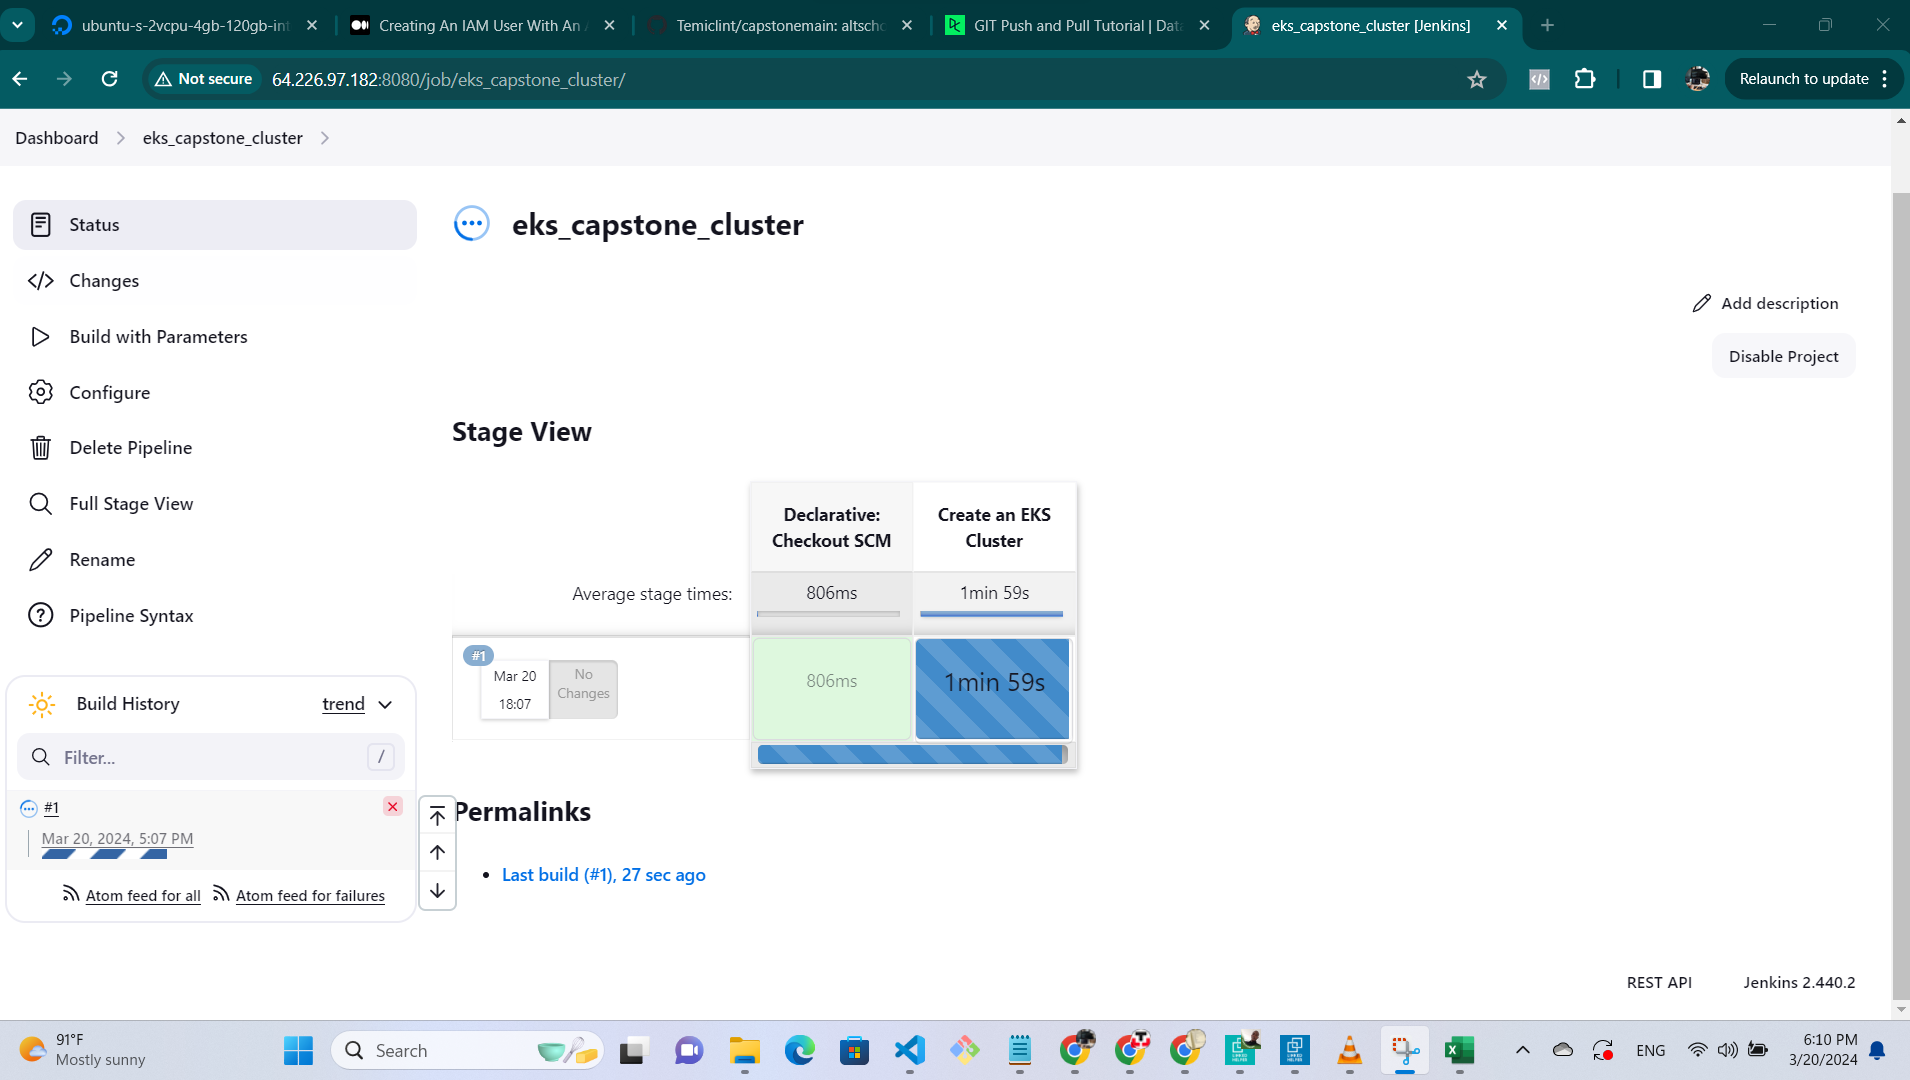 ubuntu-s-2vcpu-4gb-120gb-int
Creating An IAM User With An A
Temiclint/capstonemain: altscho
GIT Push and Pull Tutorial | Data
eks_capstone_cluster [Jenkins]
Not secure
64.226.97.182:8080/job/eks_capstone_cluster/
Relaunch to update
Dashboard
eks_capstone_cluster
Status
Changes
Build with Parameters
Configure
Delete Pipeline
Full Stage View
Rename
Pipeline Syntax
Build History
trend
Filter...
/
#1
Mar 20, 2024, 5:07 PM
Atom feed for all
Atom feed for failures
eks_capstone_cluster
Add description
Disable Project
Stage View
Declarative:
Checkout SCM
Create an EKS
Cluster
Average stage times:
806ms
1min 59s
#1
Mar 20
18:07
No
Changes
806ms
1min 59s
Permalinks
Last build (#1), 27 sec ago
REST API
Jenkins 2.440.2
91°F
Mostly sunny
Search
ENG
6:10 PM
3/20/2024